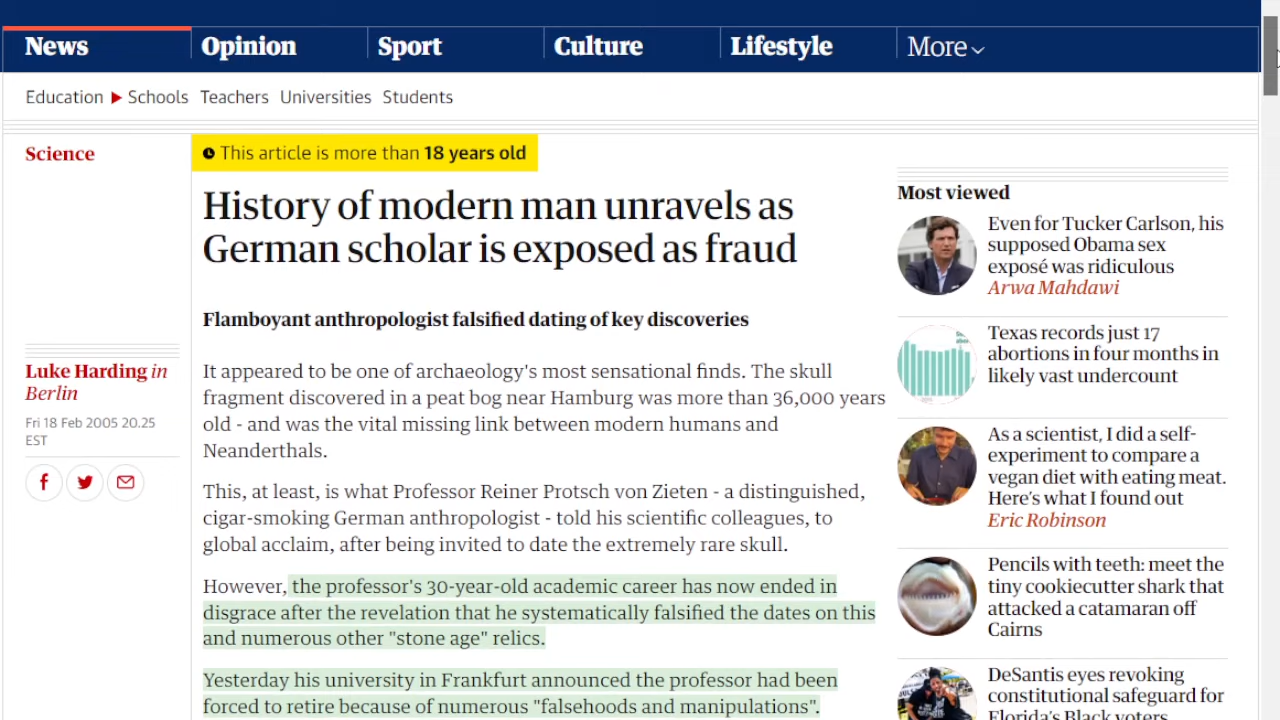 News
Opinion
Sport
Culture
Lifestyle
More
Education
Schools
Teachers
Universities
Students
Science
This article is more than 18 years old
History of modern man unravels as
German scholar is exposed as fraud
Flamboyant anthropologist falsified dating of key discoveries
Luke Harding in
Berlin
Fri 18 Feb 2005 20.25
EST
It appeared to be one of archaeology's most sensational finds. The skull
fragment discovered in a peat bog near Hamburg was more than 36,000 years
old - and was the vital missing link between modern humans and
Neanderthals.
This, at least, is what Professor Reiner Protsch von Zieten - a distinguished,
cigar-smoking German anthropologist - told his scientific colleagues, to
global acclaim, after being invited to date the extremely rare skull.
However, the professor's 30-year-old academic career has now ended in
disgrace after the revelation that he systematically falsified the dates on this
and numerous other "stone age" relics.
Yesterday his university in Frankfurt announced the professor had been
forced to retire because of numerous "falsehoods and manipulations".
Most viewed
Even for Tucker Carlson, his
supposed Obama sex
exposé was ridiculous
Arwa Mahdawi
Texas records just 17
abortions in four months in
likely vast undercount
As a scientist, I did a self-
experiment to compare a
vegan diet with eating meat.
Here's what I found out
Eric Robinson
Pencils with teeth: meet the
tiny cookiecutter shark that
attacked a catamaran off
Cairns
DeSantis eyes revoking
constitutional safeguard for
Florida's Black voters